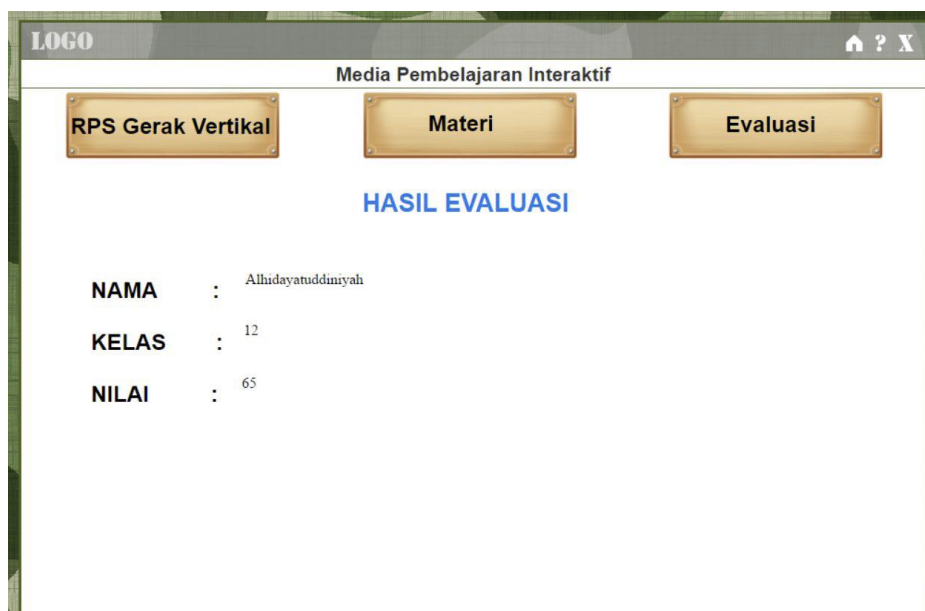 LOGO ? X
Media Pembelajaran Interaktif
RPS Gerak Vertikal Materi Evaluasi
HASIL EVALUASI
NAMA : Alhidayatuddiniyah
KELAS : 12
NILAI : 65